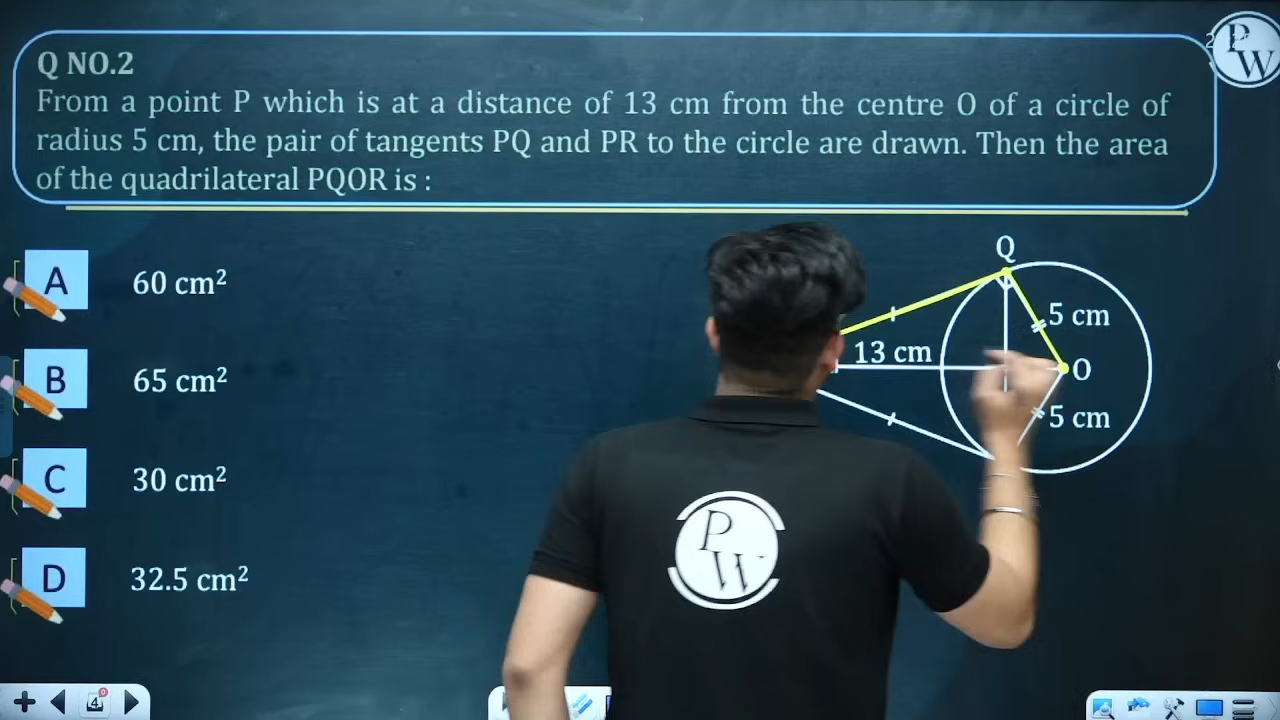 Q NO.2
From a point P which is at a distance of 13 cm from the centre O of a circle of
radius 5 cm, the pair of tangents PQ and PR to the circle are drawn. Then the area
of the quadrilateral PQOR is :
A 60 cm²
B 65 cm²
C 30 cm²
D 32.5 cm²
Q
5 cm
13 cm
O
5 cm
P W
P W
4